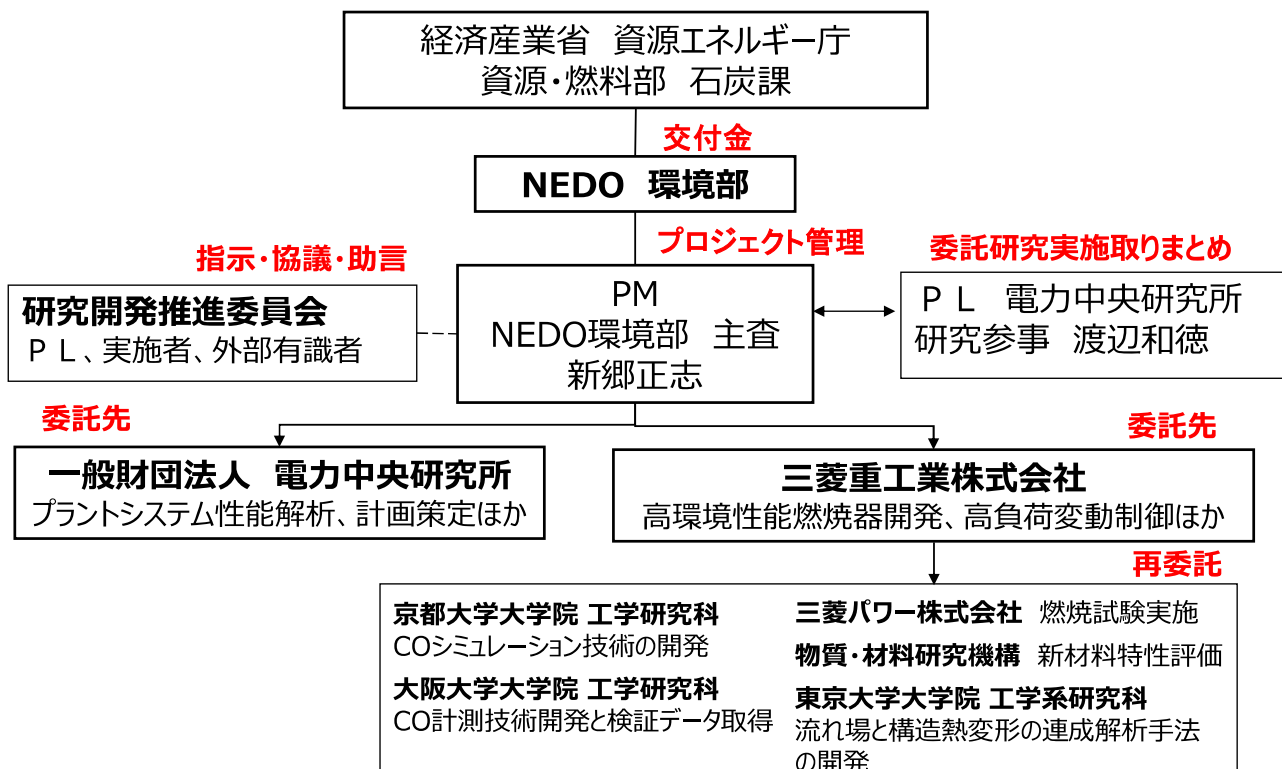 経済産業省　資源エネルギー庁
資源・燃料部　石炭課
交付金
NEDO　環境部
プロジェクト管理
指示・協議・助言
委託研究実施取りまとめ
研究開発推進委員会
ＰＬ、実施者、外部有識者
PM
NEDO環境部　主査
新郷正志
ＰＬ　電力中央研究所
研究参事　渡辺和徳
委託先
委託先
一般財団法人　電力中央研究所
プラントシステム性能解析、計画策定ほか
三菱重工業株式会社
高環境性能燃焼器開発、高負荷変動制御ほか
再委託
京都大学大学院 工学研究科
COシミュレーション技術の開発
大阪大学大学院 工学研究科
CO計測技術開発と検証データ取得
三菱パワー株式会社　燃焼試験実施
物質・材料研究機構　新材料特性評価
東京大学大学院 工学系研究科
流れ場と構造熱変形の連成解析手法
の開発